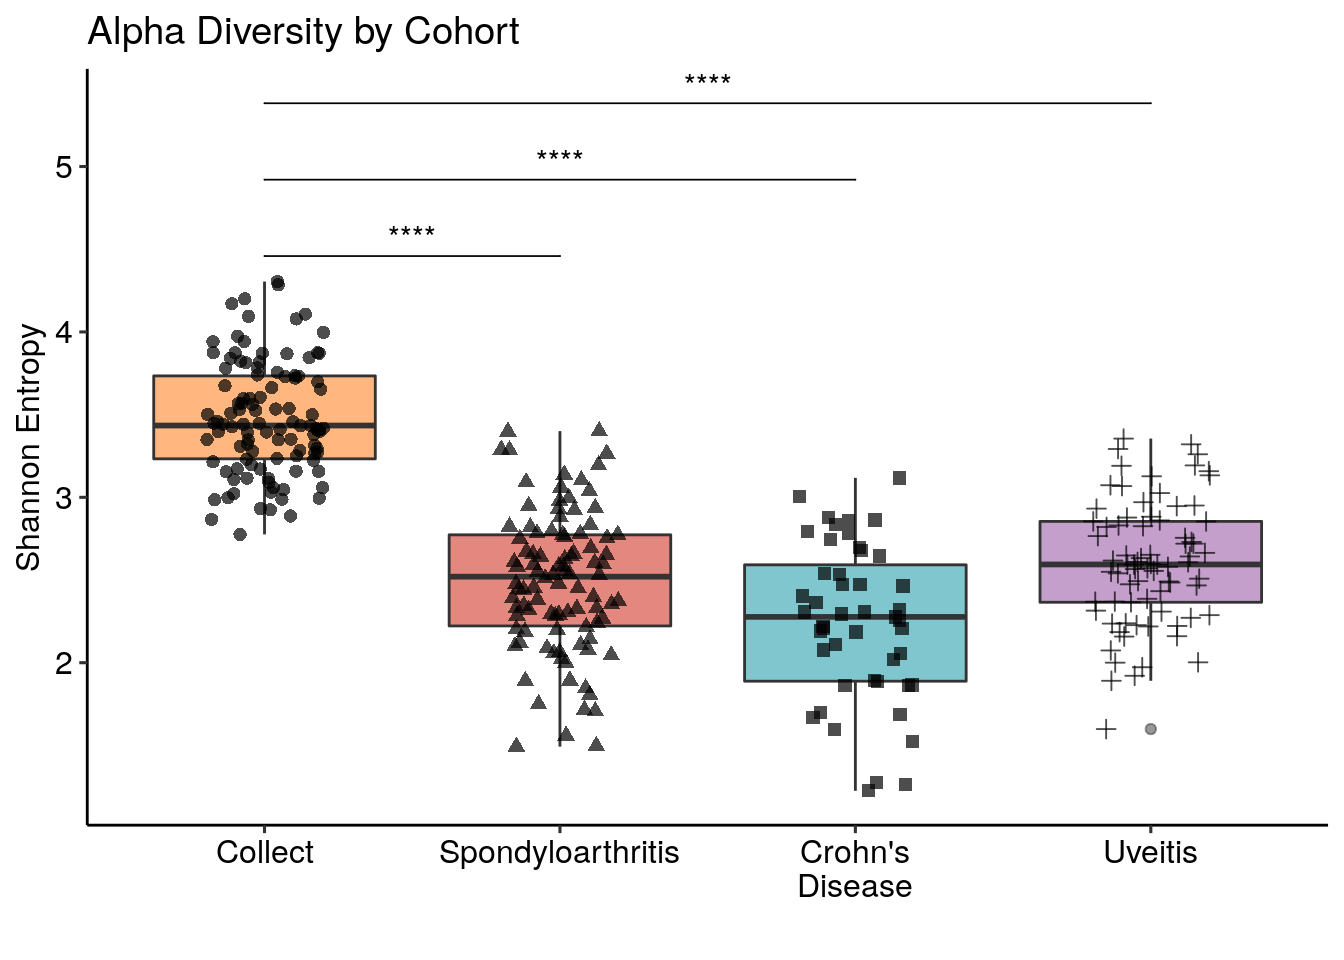 Alpha Diversity by Cohort
****
****
****
Shannon Entropy
5
4
3
2
Collect
Spondyloarthritis
Crohn's
Disease
Uveitis